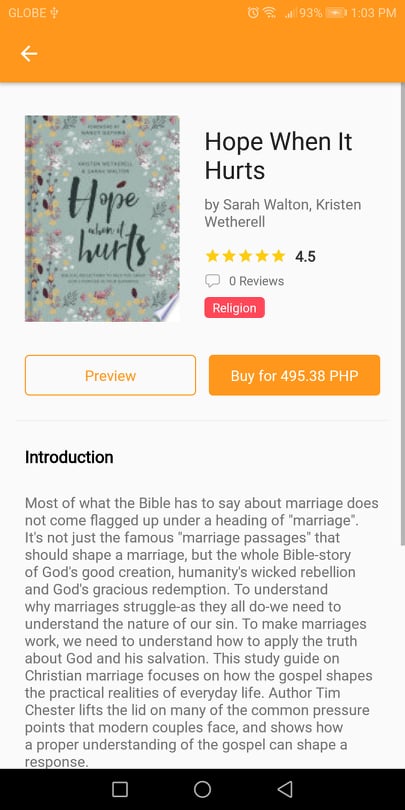 GLOBE 93% 1:03 PM
FOREWORD BY
NANCY GUTHRIE
KRISTEN WETHERELL
& SARAH WALTON
Hope
when it
hurts
BIBLICAL REFLECTIONS TO HELP YOU GRASP
GOD'S PURPOSE IN YOUR SUFFERING
Hope When It
Hurts
by Sarah Walton, Kristen
Wetherell
4.5
0 Reviews
Religion
Preview
Buy for 495.38 PHP
Introduction
Most of what the Bible has to say about marriage does
not come flagged up under a heading of "marriage".
It's not just the famous "marriage passages" that
should shape a marriage, but the whole Bible-story
of God's good creation, humanity's wicked rebellion
and God's gracious redemption. To understand
why marriages struggle-as they all do-we need to
understand the nature of our sin. To make marriages
work, we need to understand how to apply the truth
about God and his salvation. This study guide on
Christian marriage focuses on how the gospel shapes
the practical realities of everyday life. Author Tim
Chester lifts the lid on many of the common pressure
points that modern couples face, and shows how
a proper understanding of the gospel can shape a
response.